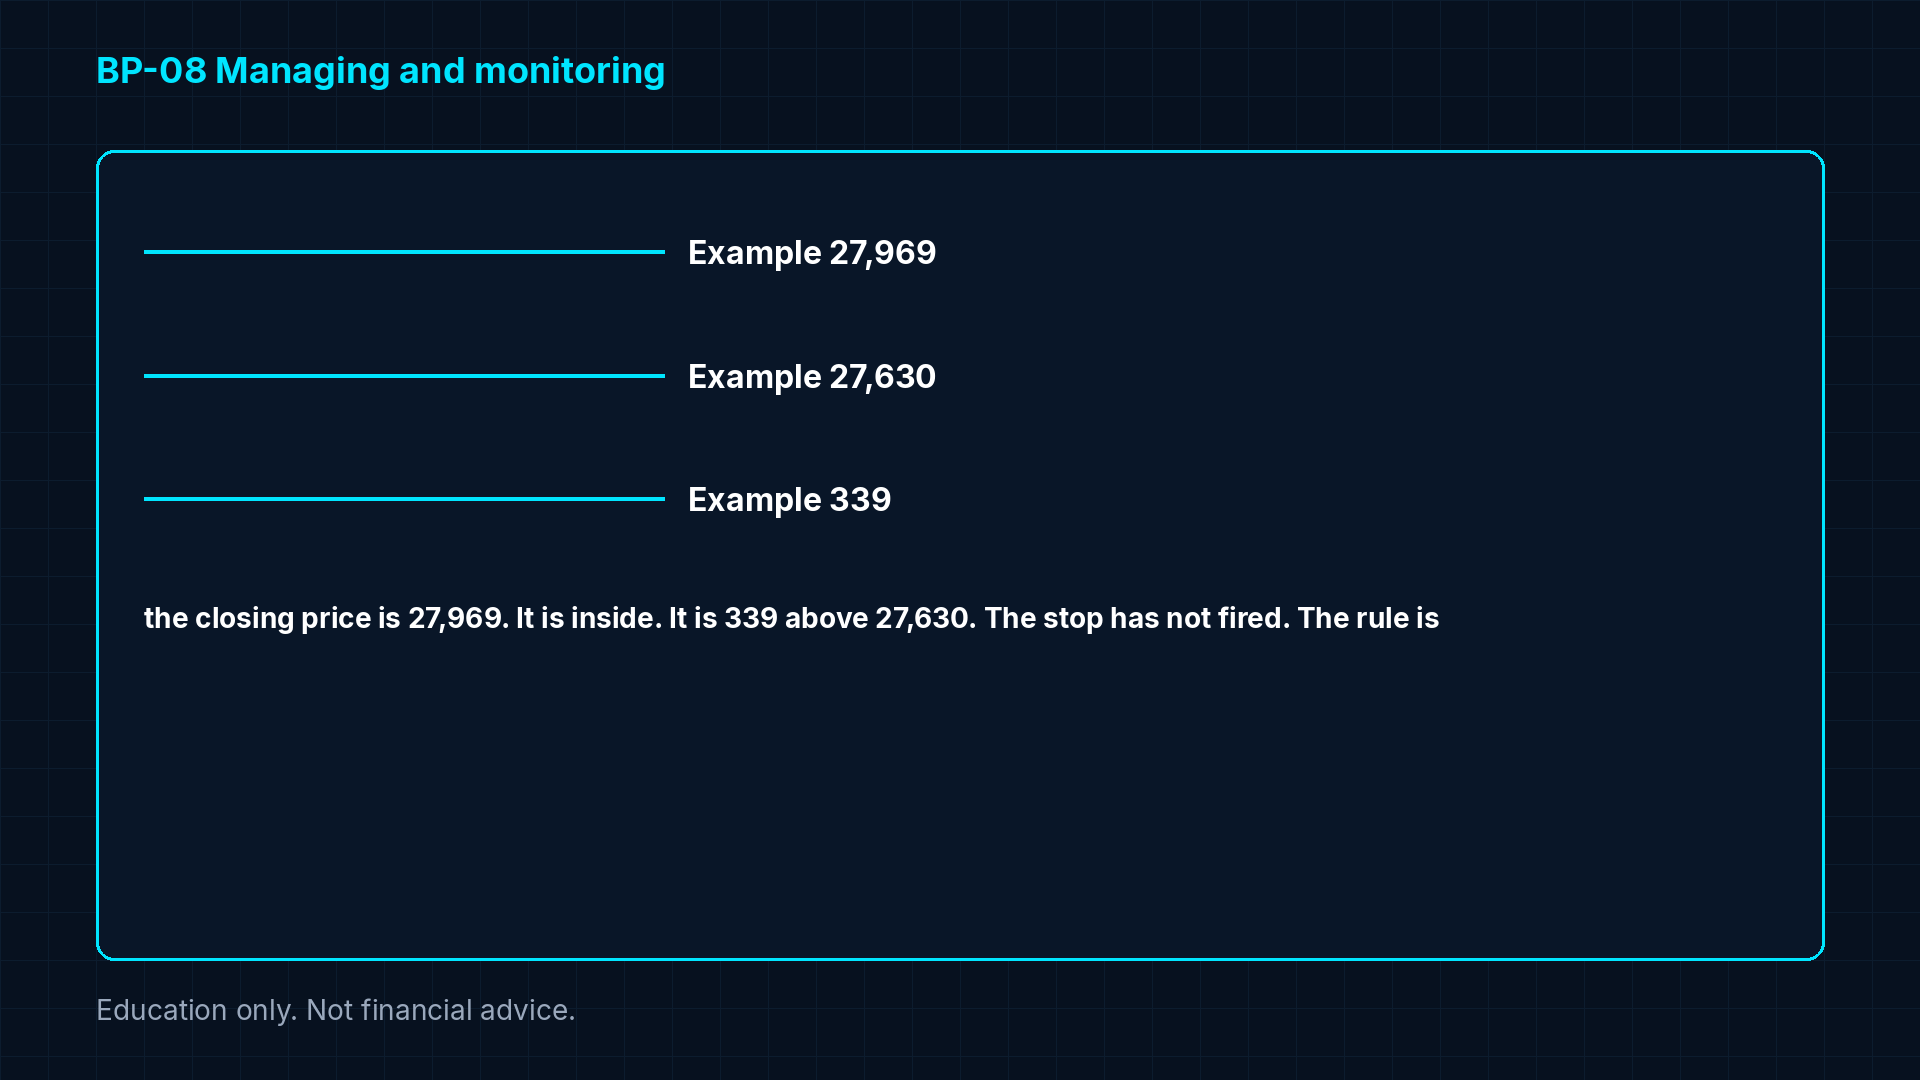 BP-08 Managing and monitoring
Example 27,969
Example 27,630
Example 339
the closing price is 27,969. It is inside. It is 339 above 27,630. The stop has not fired. The rule is
Education only. Not financial advice.